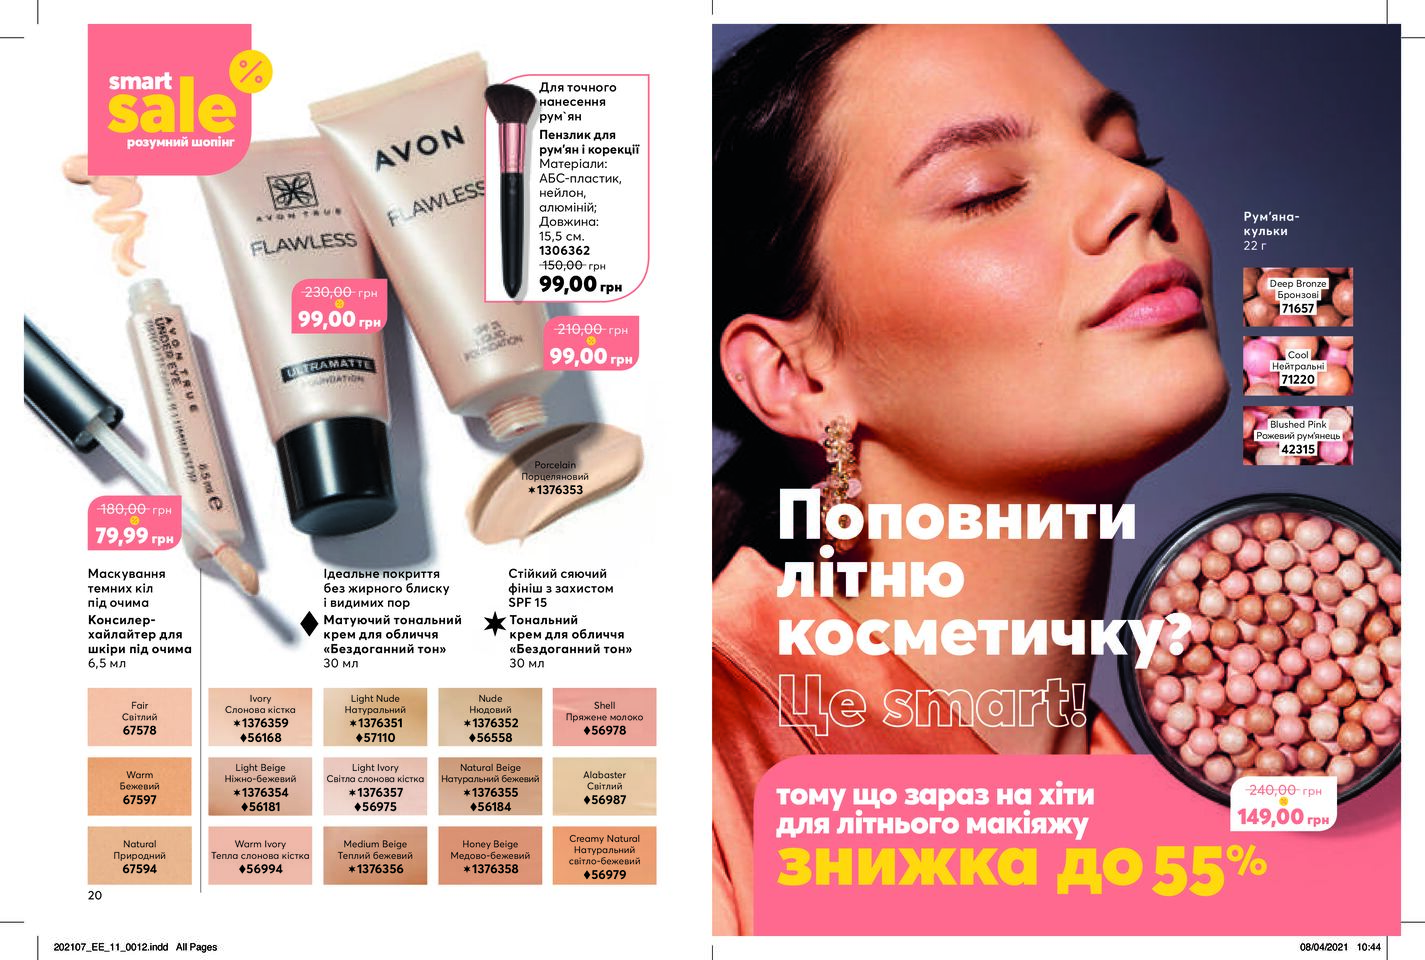 smart
sale
розумний шопінг
%
AVON
FLAWLESS
AVON TRUE
FLAWLESS
ULTRAMATTE
FOUNDATION
AVON TRUE
UNDER EYE
6.5 ml e
Для точного
нанесення
рум`ян
Пензлик для
рум'ян і корекції
Матеріали:
АБС-пластик,
нейлон,
алюміній;
Довжина:
15,5 см.
1306362
150,00 грн
99,00 грн
230,00 грн
%
99,00 грн
210,00 грн
%
99,00 грн
180,00 грн
%
79,99 грн
Porcelain
Порцеляновий
✶1376353
Маскування
темних кіл
під очима
Консилер-
хайлайтер для
шкіри під очима
6,5 мл
Ідеальне покриття
без жирного блиску
і видимих пор
♦ Матуючий тональний
крем для обличчя
«Бездоганний тон»
30 мл
Стійкий сяючий
фініш з захистом
SPF 15
✶ Тональний
крем для обличчя
«Бездоганний тон»
30 мл
Fair
Світлий
67578
Ivory
Слонова кістка
✶1376359
♦56168
Light Nude
Натуральний
✶1376351
♦57110
Nude
Нюдовий
✶1376352
♦56558
Shell
Пряжене молоко
♦56978
Warm
Бежевий
67597
Light Beige
Ніжно-бежевий
✶1376354
♦56181
Light Ivory
Світла слонова кістка
✶1376357
♦56975
Natural Beige
Натуральний бежевий
✶1376355
♦56184
Alabaster
Світлий
♦56987
Natural
Природний
67594
Warm Ivory
Тепла слонова кістка
♦56994
Medium Beige
Теплий бежевий
✶1376356
Honey Beige
Медово-бежевий
✶1376358
Creamy Natural
Натуральний
світло-бежевий
♦56979
20
Рум'яна-
кульки
22 г
Deep Bronze
Бронзові
71657
Cool
Нейтральні
71220
Blushed Pink
Рожевий рум'янець
42315
Поповнити
літню
косметичку?
Це smart!
240,00 грн
%
149,00 грн
тому що зараз на хіти
для літнього макіяжу
знижка до 55%
202107_EE_11_0012.indd All Pages
08/04/2021 10:44